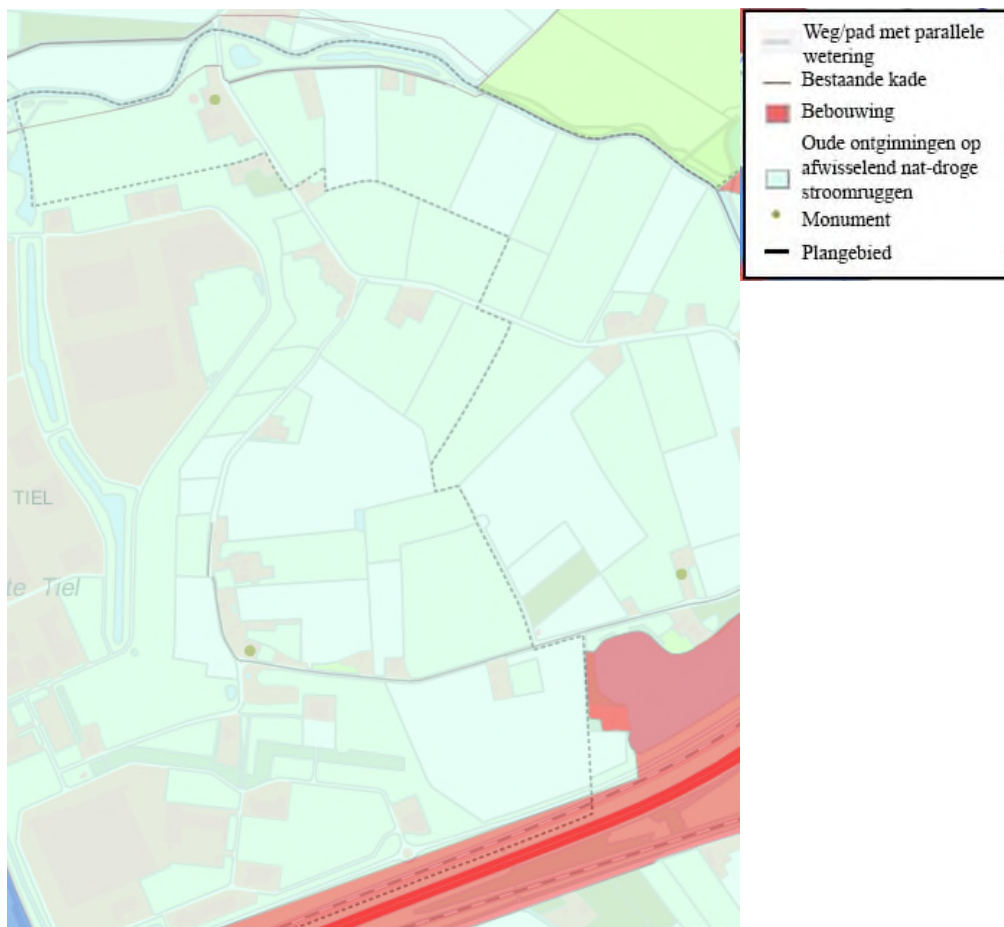 Weg/pad met parallele
wetering
Bestaande kade
Bebouwing
Oude ontginningen op
afwisselend nat-droge
stroomruggen
Monument
Plangebied
TIEL
te Tiel